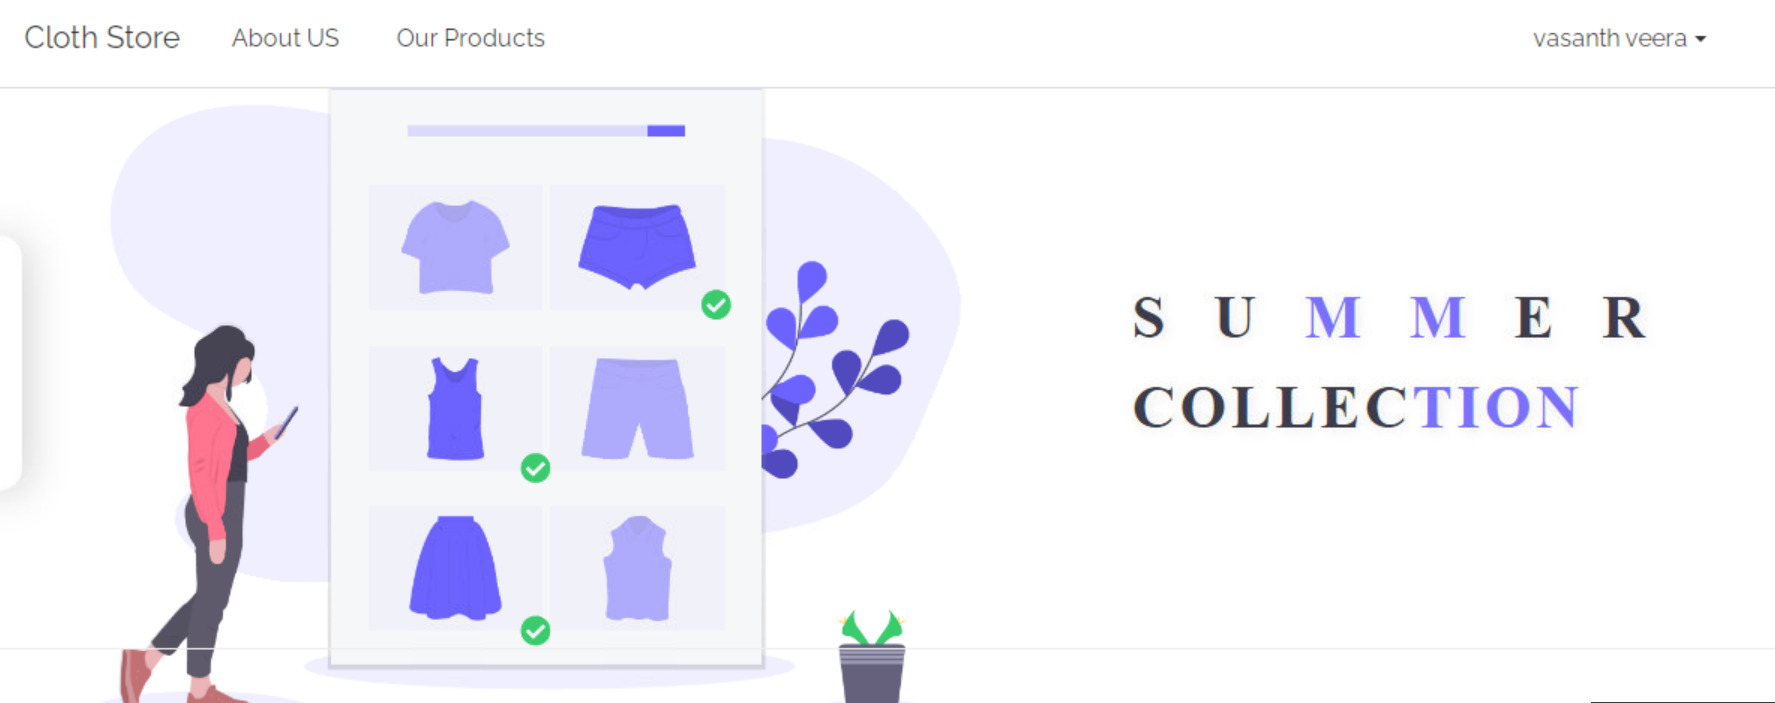 Cloth Store About US Our Products vasanth veera
S U M M E R
COLLECTION